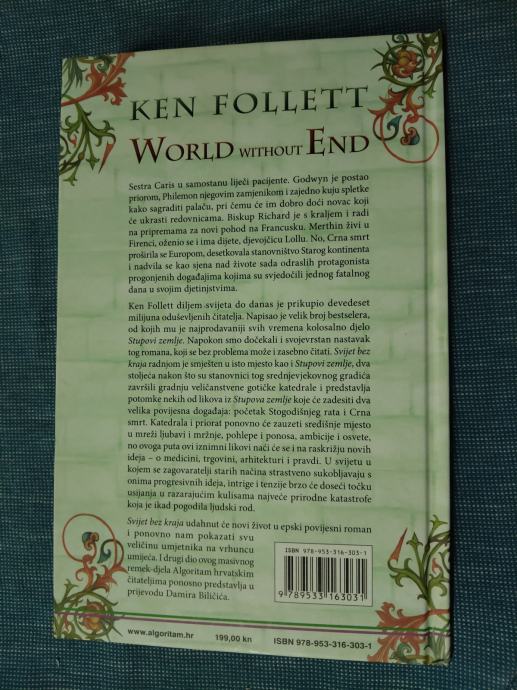 KEN FOLLETT
WORLD WITHOUT END
Sestra Caris u samostanu liječi pacijente. Godwyn je postao
priorom, Philemon njegovim zamjenikom i zajedno kuju spletke
kako sagraditi palaču, pri čemu će im dobro doći novac koji
će ukrasti redovnicama. Biskup Richard je s kraljem i radi
na pripremama za novi pohod na Francusku. Merthin živi u
Firenci, oženio se i ima dijete, djevojčicu Lollu. No, Crna smrt
proširila se Europom, desetkovala stanovništvo Starog kontinenta
i nadvila se kao sjena nad živote sada odraslih protagonista
progonjenih događajima kojima su svjedočili jednog fatalnog
dana u svojim djetinjstvima.
Ken Follett diljem svijeta do danas je prikupio devedeset
milijuna oduševljenih čitatelja. Napisao je velik broj bestselera,
od kojih mu je najprodavaniji svih vremena kolosalno djelo
Stupovi zemlje. Napokon smo dočekali i svojevrstan nastavak
tog romana, koji se bez problema može i zasebno čitati. Svijet bez
kraja radnjom je smješten u isto mjesto kao i Stupovi zemlje, dva
stoljeća nakon što su stanovnici tog srednjevjekovnog gradića
završili gradnju veličanstvene gotičke katedrale i predstavlja
potomke nekih od likova iz Stupova zemlje koje će zadesiti dva
velika povijesna događaja: početak Stogodišnjeg rata i Crna
smrt. Katedrala i priorat ponovno će zauzeti središnje mjesto
u mreži ljubavi i mržnje, pohlepe i ponosa, ambicije i osvete,
no ovoga puta ovi iznimni likovi naći će se i na raskrižju novih
ideja – o medicini, trgovini, arhitekturi i pravdi. U svijetu u
kojem se zagovaratelji starih načina strastveno sukobljavaju s
onima progresivnih ideja, intrige i tenzije brzo će doseći točku
usijanja u razarajućim kulisama najveće prirodne katastrofe
koja je ikad pogodila ljudski rod.
Svijet bez kraja udahnut će novi život u epski povijesni roman
i ponovno nam pokazati svu
veličinu umjetnika na vrhuncu
umijeća. I drugi dio ovog masivnog
remek-djela Algoritam hrvatskim
čitateljima ponosno predstavlja u
prijevodu Damira Biličića.
ISBN 978-953-316-303-1
9 789533 163031
www.algoritam.hr 199,00 kn ISBN 978-953-316-303-1